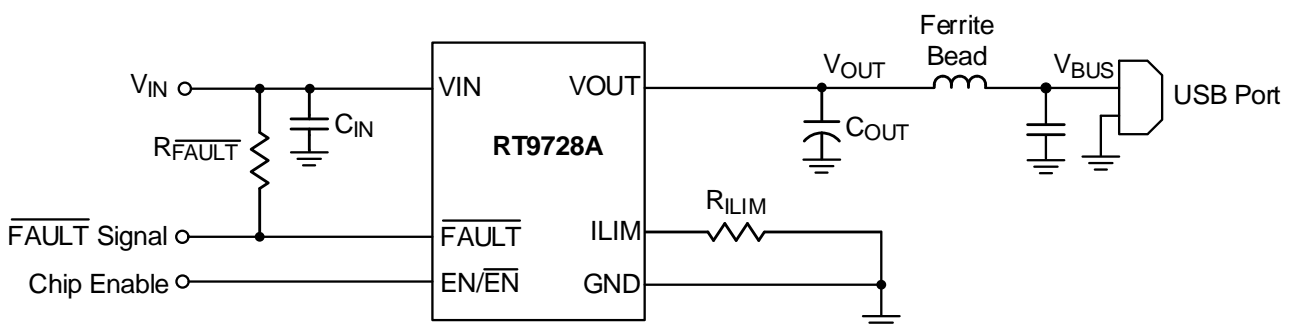 Ferrite
Bead
VIN
VIN
VOUT
VOUT
VBUS
USB Port
CIN
COUT
RFAULT
RT9728A
RILIM
FAULT Signal
FAULT
ILIM
Chip Enable
EN/EN
GND